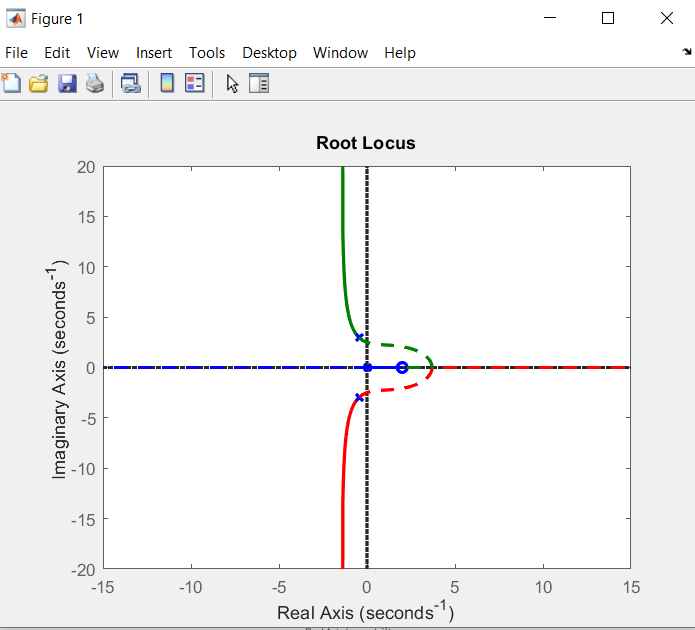 Figure 1
File Edit View Insert Tools Desktop Window Help
Root Locus
20
15
10
5
0
-5
-10
-15
-20
Imaginary Axis (seconds⁻¹)
-15 -10 -5 0 5 10 15
Real Axis (seconds⁻¹)